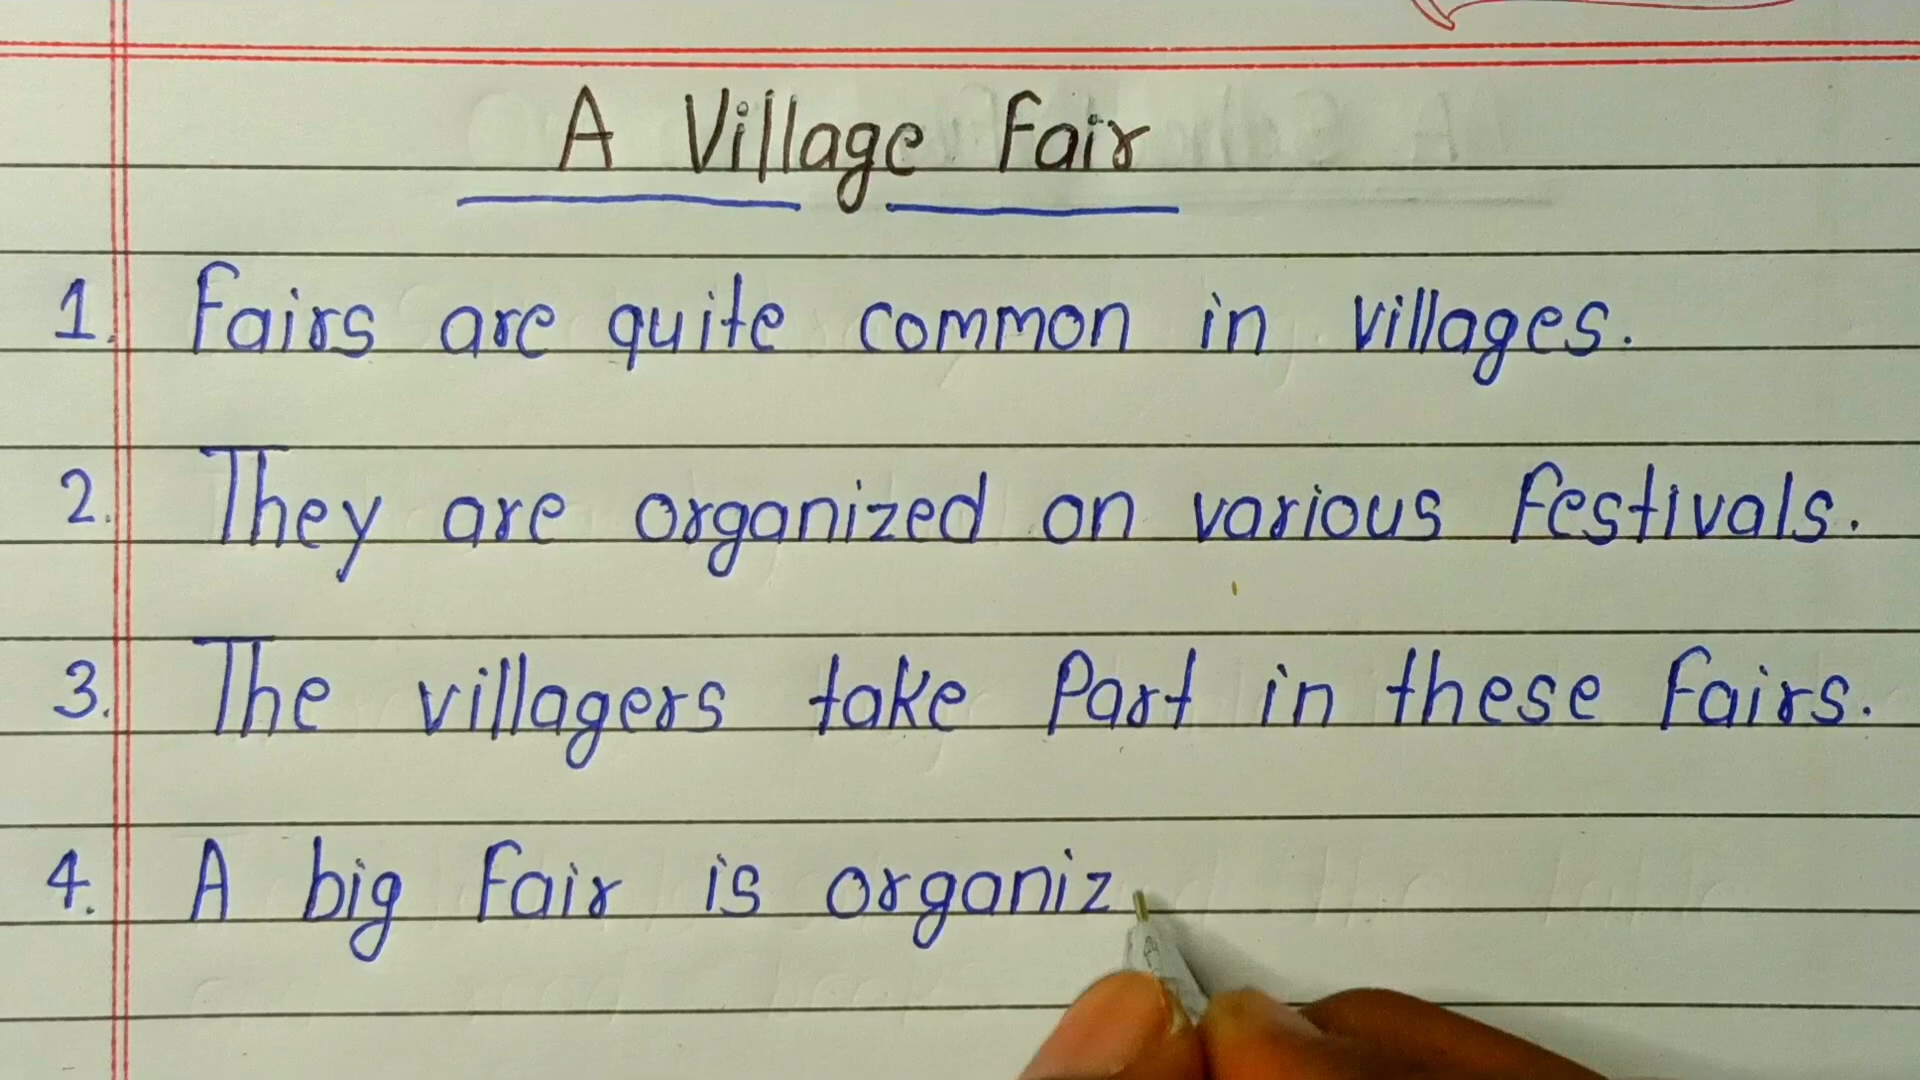 A Village Fair
1. Fairs are quite common in villages.
2. They are organized on various festivals.
3. The villagers take Part in these fairs.
4. A big fair is organiz